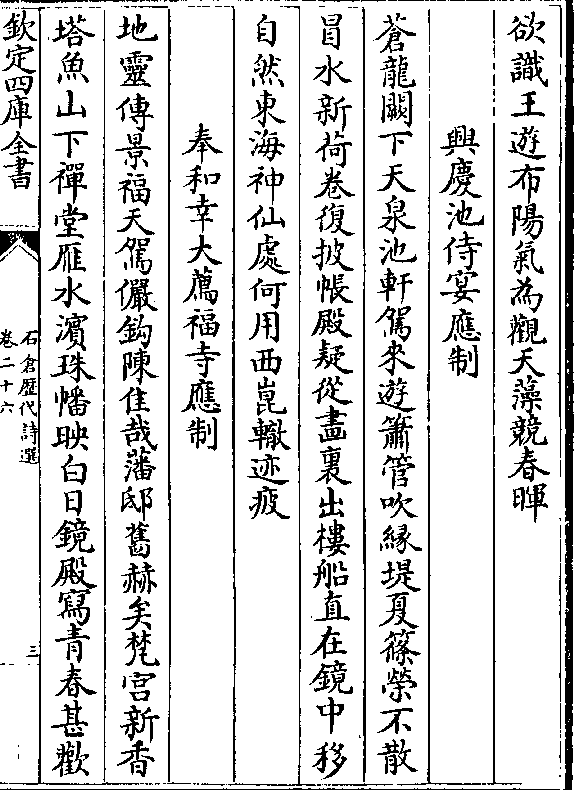 欲識王遊布陽氣為觀天藻競春暉
興慶池侍宴應制
蒼龍闕下天泉池軒駕來遊簫管吹緣堤夏篠縈不散
冒水新荷卷復披帳殿疑從畫裏出樓船直在鏡中移
自然東海神仙處何用西崑轍迹疲
奉和幸大薦福寺應制
地靈傳景福天駕儼鈎陳佳哉藩邸舊赫矣梵宮新香
塔魚山下禪堂雁水濱珠幡映白日鏡殿寫青春甚歡
欽定四庫全書
石倉歷代詩選
卷二十六
三